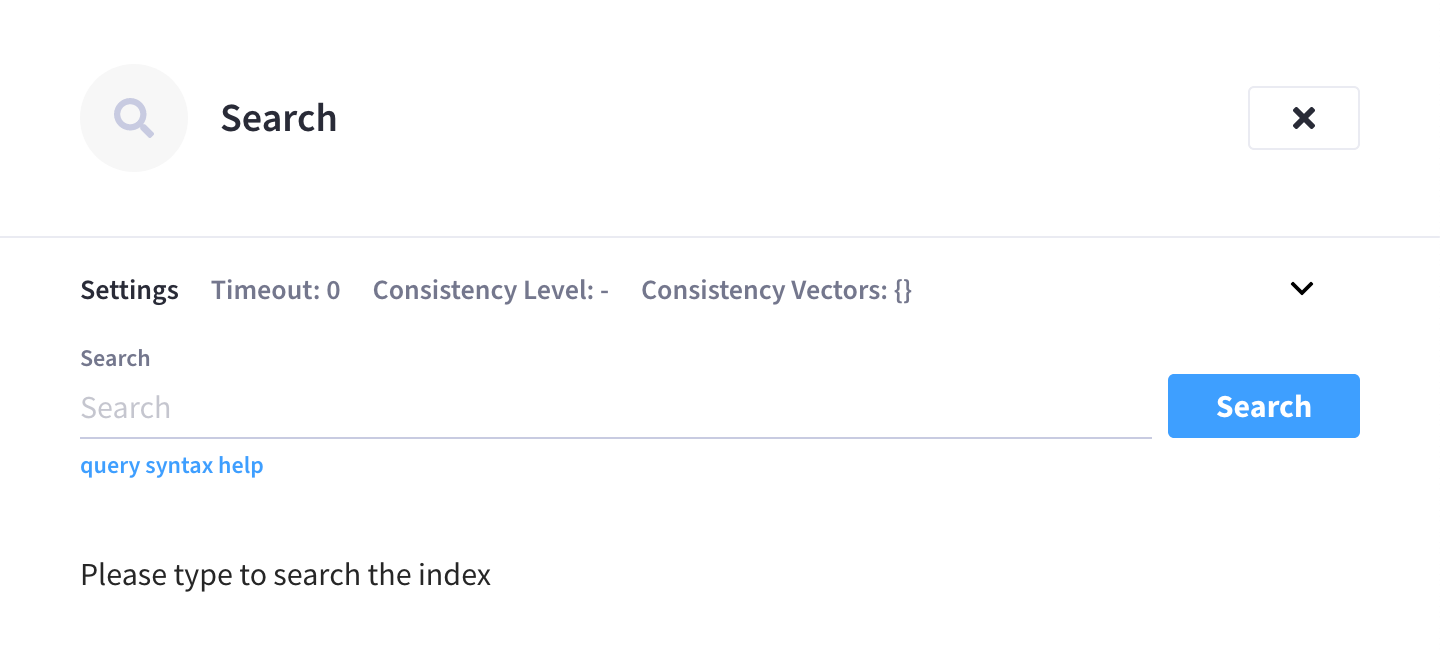 Search
Settings Timeout: 0 Consistency Level: - Consistency Vectors: {}
Search
Search
Search
query syntax help
Please type to search the index